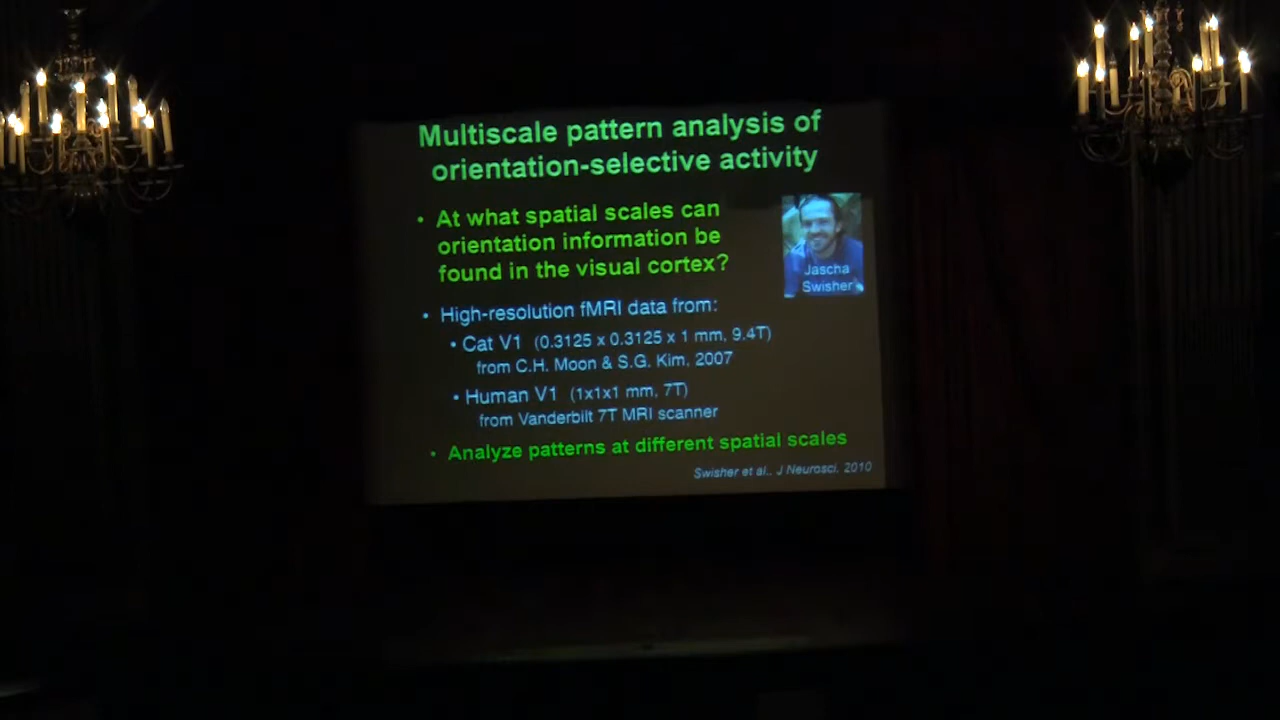 Multiscale pattern analysis of
orientation-selective activity
• At what spatial scales can
orientation information be
found in the visual cortex?
Jascha
Swisher
• High-resolution fMRI data from:
• Cat V1 (0.3125 x 0.3125 x 1 mm, 9.4T)
from C.H. Moon & S.G. Kim, 2007
• Human V1 (1x1x1 mm, 7T)
from Vanderbilt 7T MRI scanner
• Analyze patterns at different spatial scales
Swisher et al., J Neurosci, 2010